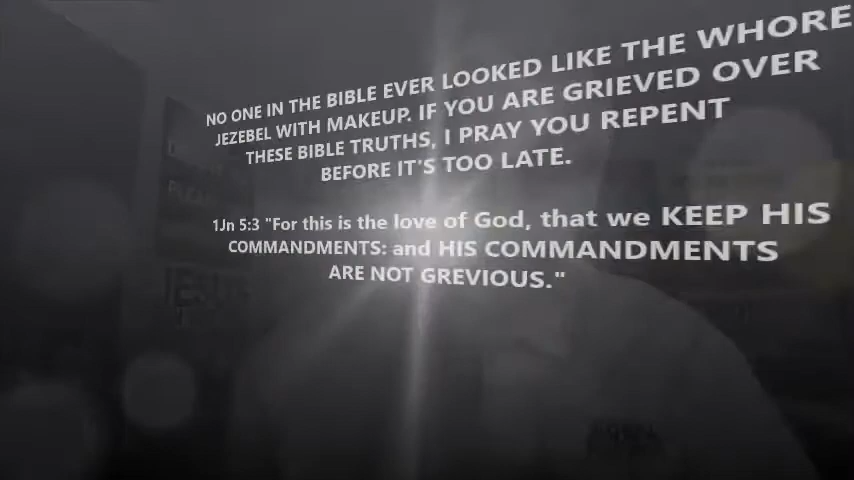 NO ONE IN THE BIBLE EVER LOOKED LIKE THE WHORE
JEZEBEL WITH MAKEUP. IF YOU ARE GRIEVED OVER
THESE BIBLE TRUTHS, I PRAY YOU REPENT
BEFORE IT'S TOO LATE.
1Jn 5:3 "For this is the love of God, that we KEEP HIS
COMMANDMENTS: and HIS COMMANDMENTS
ARE NOT GREVIOUS."